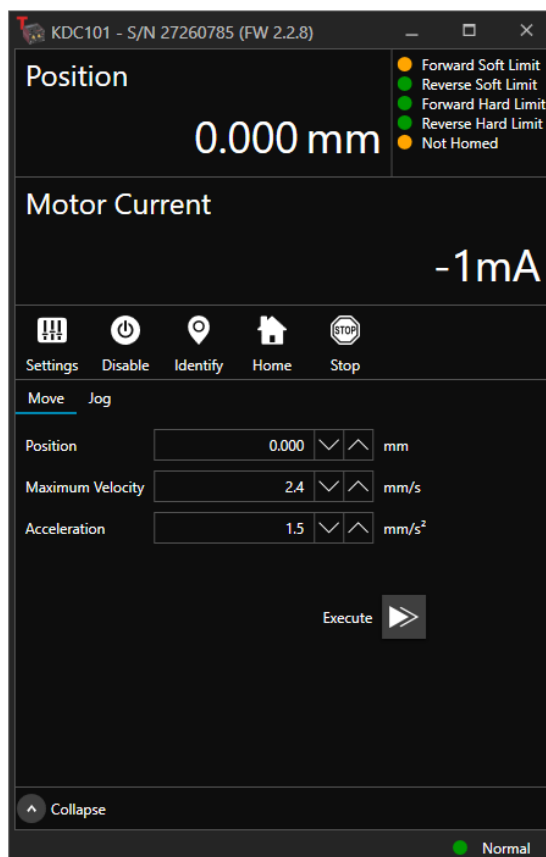 KDC101 - S/N 27260785 (FW 2.2.8)
Position
0.000 mm
Forward Soft Limit
Reverse Soft Limit
Forward Hard Limit
Reverse Hard Limit
Not Homed
Motor Current
-1mA
STOP
Settings Disable Identify Home Stop
Move Jog
Position 0.000 mm
Maximum Velocity 2.4 mm/s
Acceleration 1.5 mm/s²
Execute
Collapse
Normal